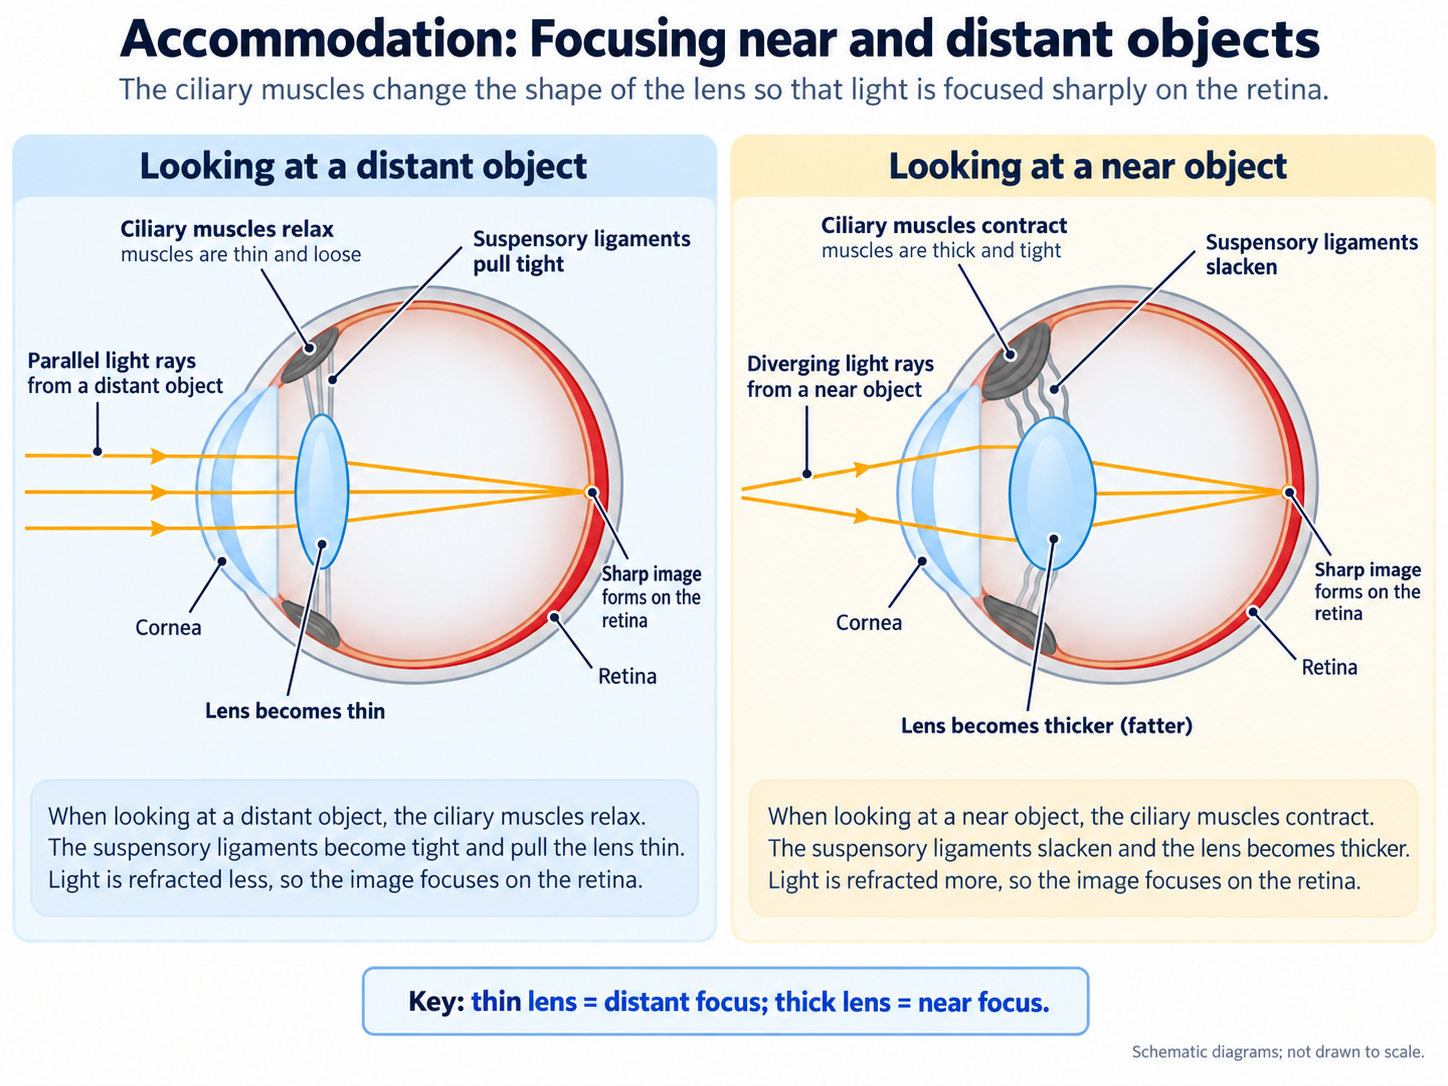 Accommodation: Focusing near and distant objects
The ciliary muscles change the shape of the lens so that light is focused sharply on the retina.
Looking at a distant object
Ciliary muscles relax
muscles are thin and loose
Suspensory ligaments
pull tight
Parallel light rays
from a distant object
Sharp image
forms on the
retina
Cornea
Retina
Lens becomes thin
When looking at a distant object, the ciliary muscles relax.
The suspensory ligaments become tight and pull the lens thin.
Light is refracted less, so the image focuses on the retina.
Looking at a near object
Ciliary muscles contract
muscles are thick and tight
Suspensory ligaments
slacken
Diverging light rays
from a near object
Sharp image
forms on the
retina
Cornea
Retina
Lens becomes thicker (fatter)
When looking at a near object, the ciliary muscles contract.
The suspensory ligaments slacken and the lens becomes thicker.
Light is refracted more, so the image focuses on the retina.
Key: thin lens = distant focus; thick lens = near focus.
Schematic diagrams; not drawn to scale.